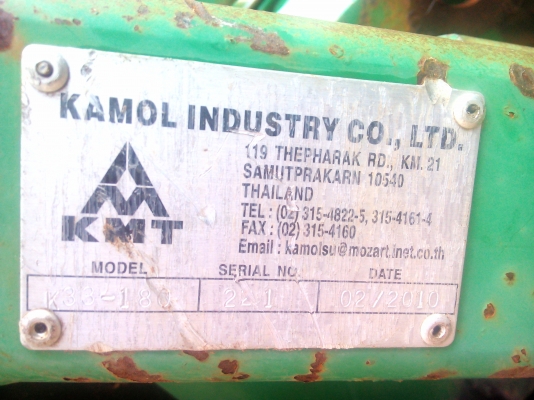 KAMOL INDUSTRY CO., LTD.
119 THEPHARAK RD., KM. 21
SAMUTPRAKARN 10540
THAILAND
TEL : (02) 315-4822-5, 315-4161-4
FAX : (02) 315-4160
Email : kamolsu@mozart.inet.co.th
KMT
MODEL SERIAL NO. DATE
02/2010